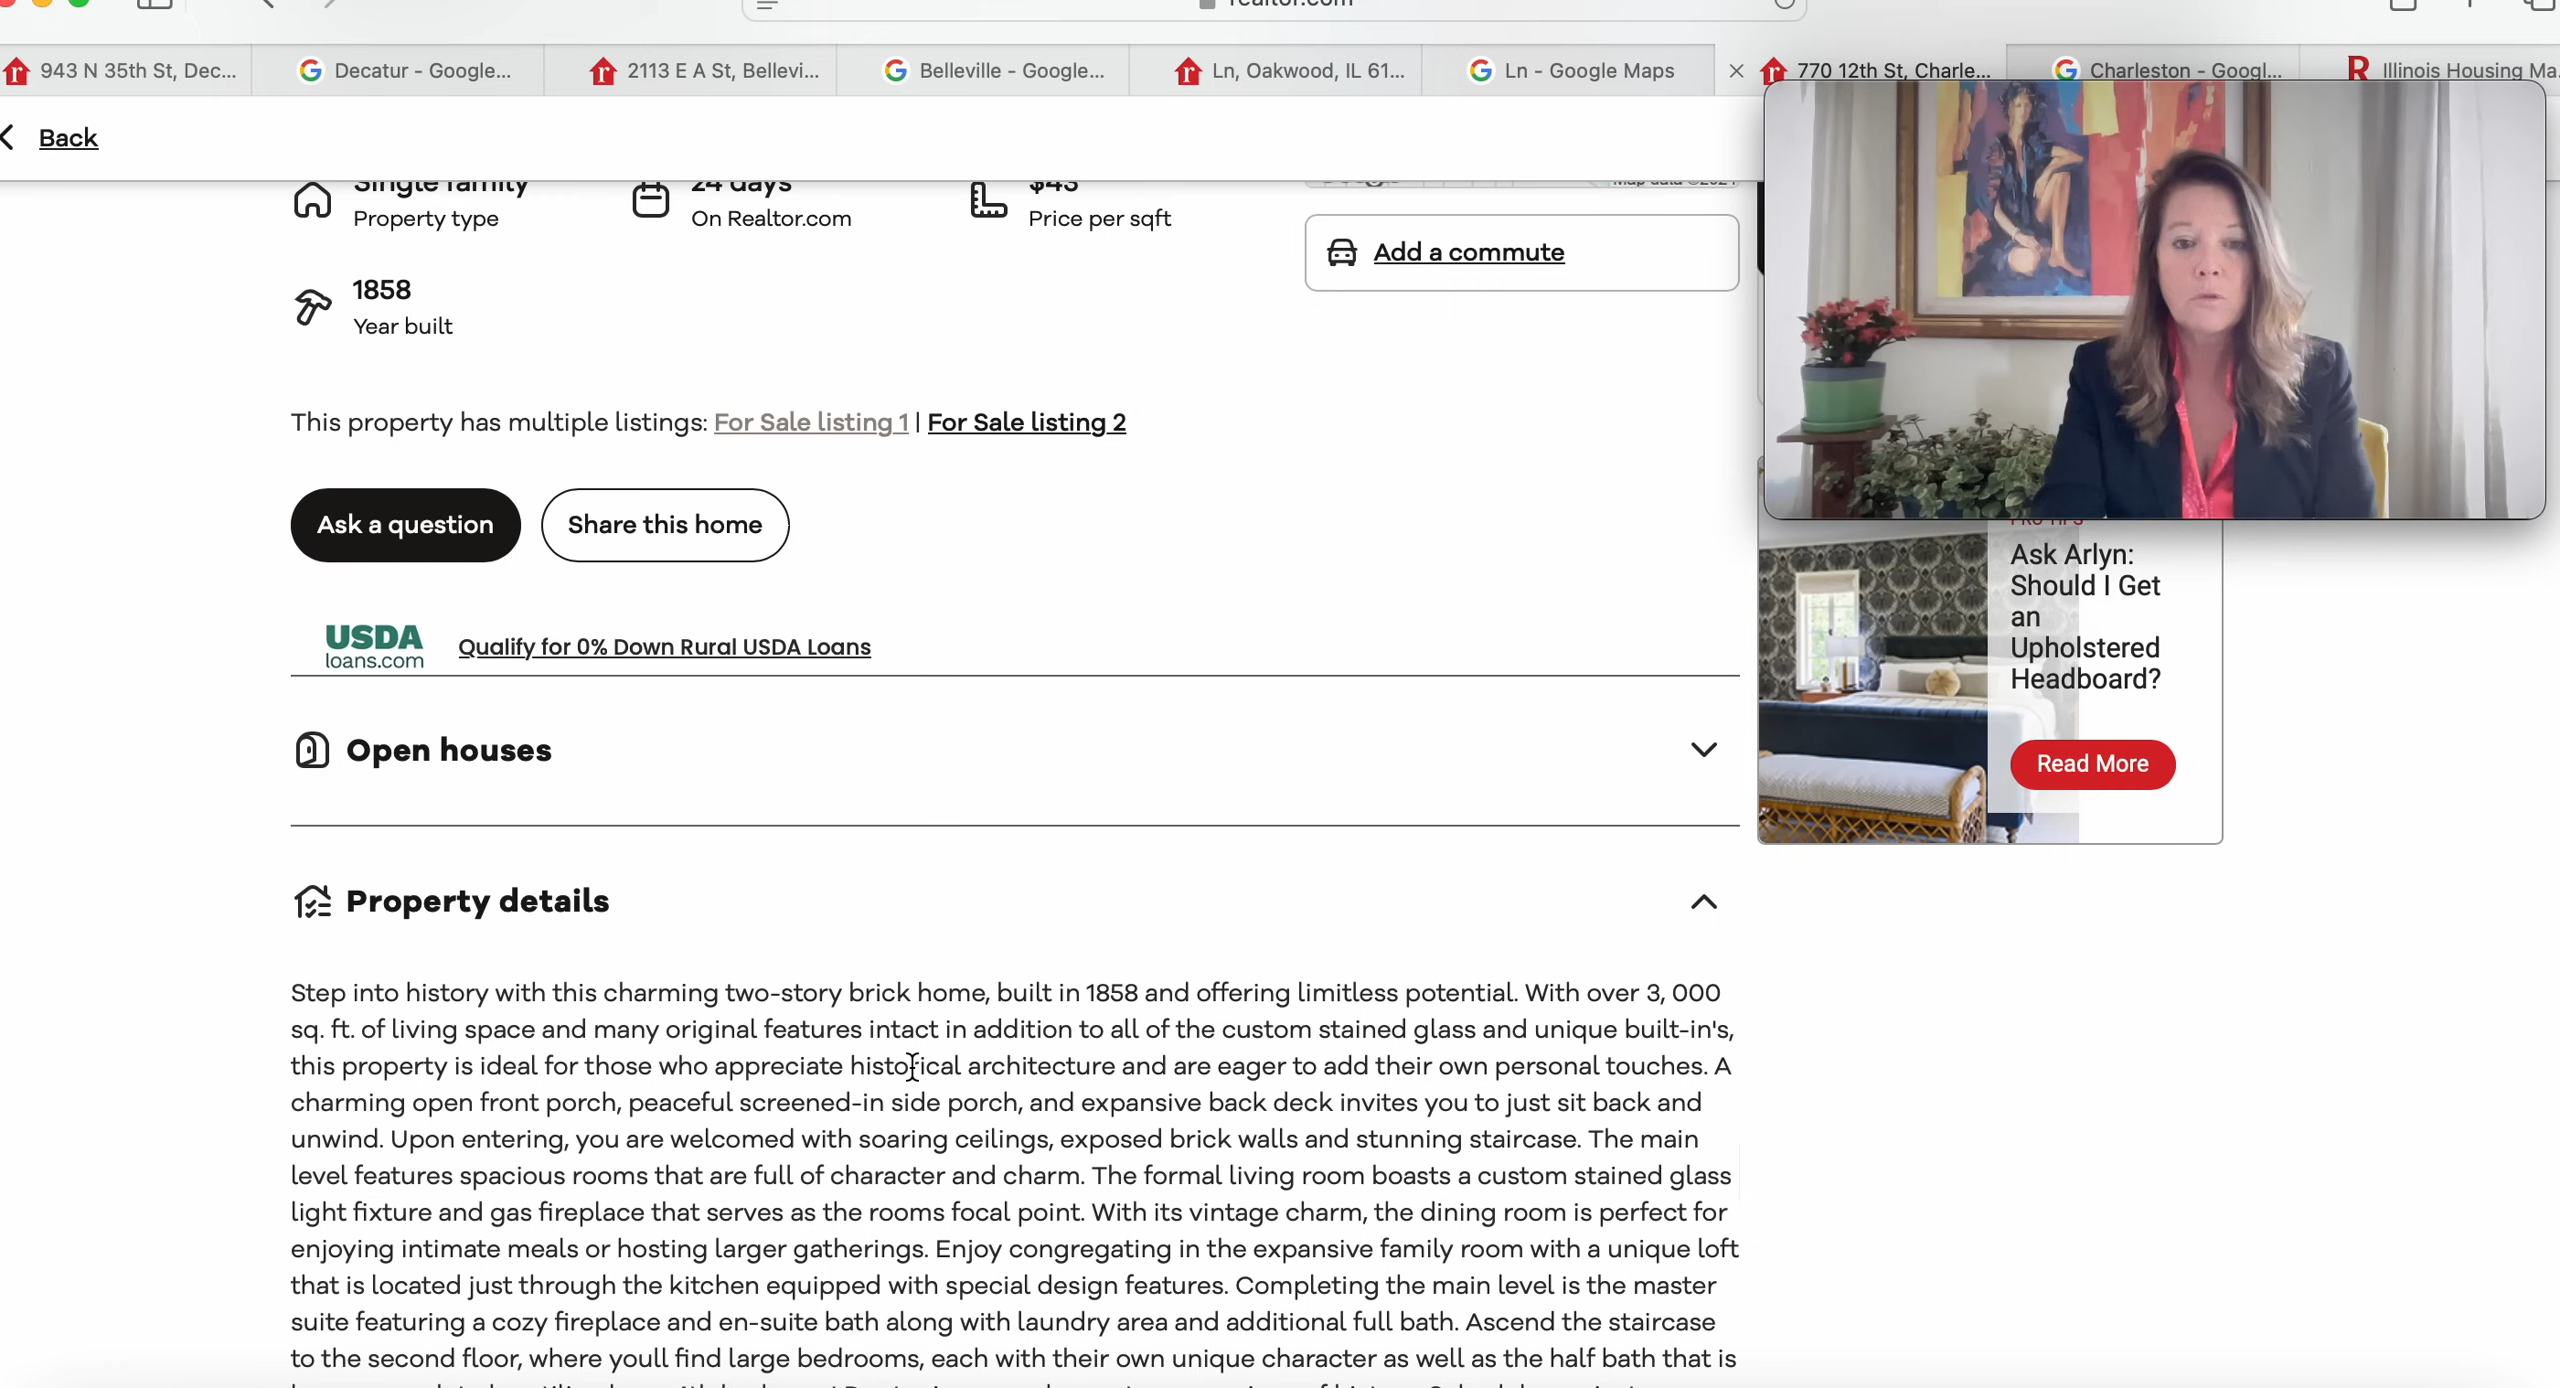 realtor.com
943 N 35th St, Dec...
Decatur - Google...
2113 E A St, Bellevi...
Belleville - Google...
Ln, Oakwood, IL 61...
Ln - Google Maps
770 12th St, Charle...
Charleston - Googl...
Illinois Housing Ma
Back
Single family
Property type
24 days
On Realtor.com
$43
Price per sqft
Add a commute
1858
Year built
This property has multiple listings: For Sale listing 1 | For Sale listing 2
Ask a question
Share this home
USDA
loans.com
Qualify for 0% Down Rural USDA Loans
PRO TIPS
Ask Arlyn:
Should I Get
an
Upholstered
Headboard?
Read More
Open houses
Property details
Step into history with this charming two-story brick home, built in 1858 and offering limitless potential. With over 3, 000
sq. ft. of living space and many original features intact in addition to all of the custom stained glass and unique built-in's,
this property is ideal for those who appreciate historical architecture and are eager to add their own personal touches. A
charming open front porch, peaceful screened-in side porch, and expansive back deck invites you to just sit back and
unwind. Upon entering, you are welcomed with soaring ceilings, exposed brick walls and stunning staircase. The main
level features spacious rooms that are full of character and charm. The formal living room boasts a custom stained glass
light fixture and gas fireplace that serves as the rooms focal point. With its vintage charm, the dining room is perfect for
enjoying intimate meals or hosting larger gatherings. Enjoy congregating in the expansive family room with a unique loft
that is located just through the kitchen equipped with special design features. Completing the main level is the master
suite featuring a cozy fireplace and en-suite bath along with laundry area and additional full bath. Ascend the staircase
to the second floor, where youll find large bedrooms, each with their own unique character as well as the half bath that is